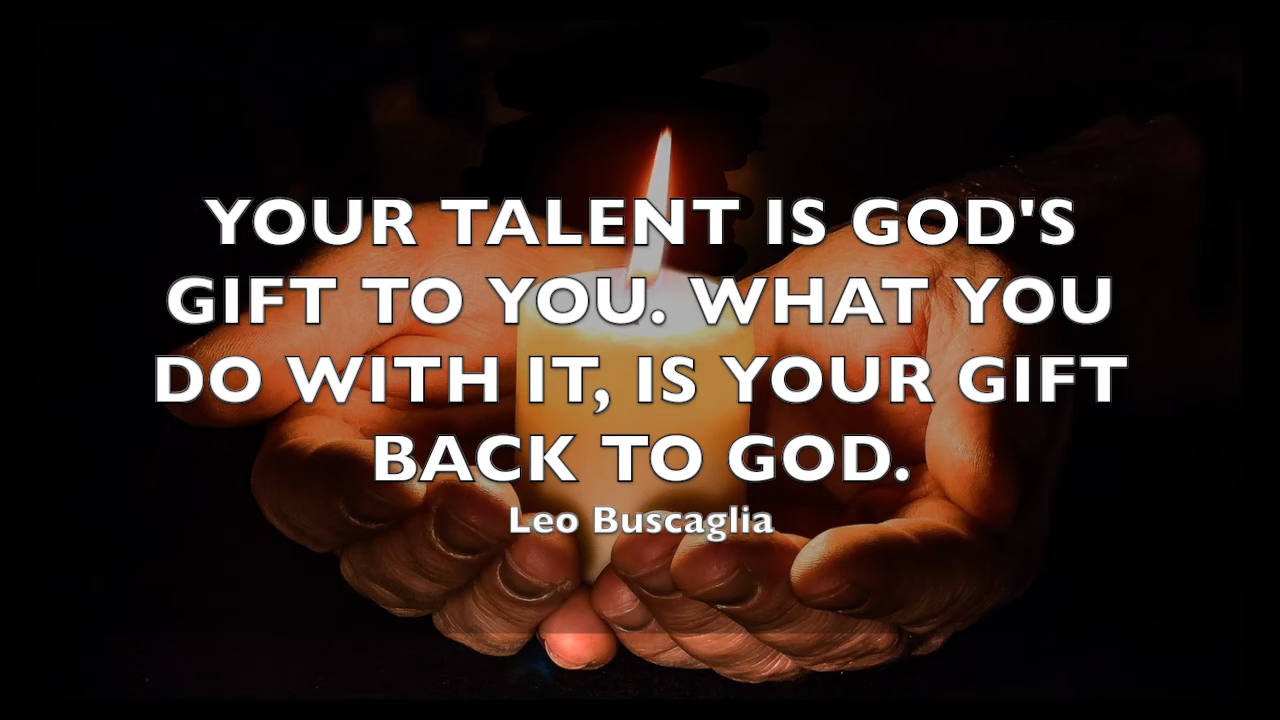 YOUR TALENT IS GOD'S
GIFT TO YOU. WHAT YOU
DO WITH IT, IS YOUR GIFT
BACK TO GOD.
Leo Buscaglia